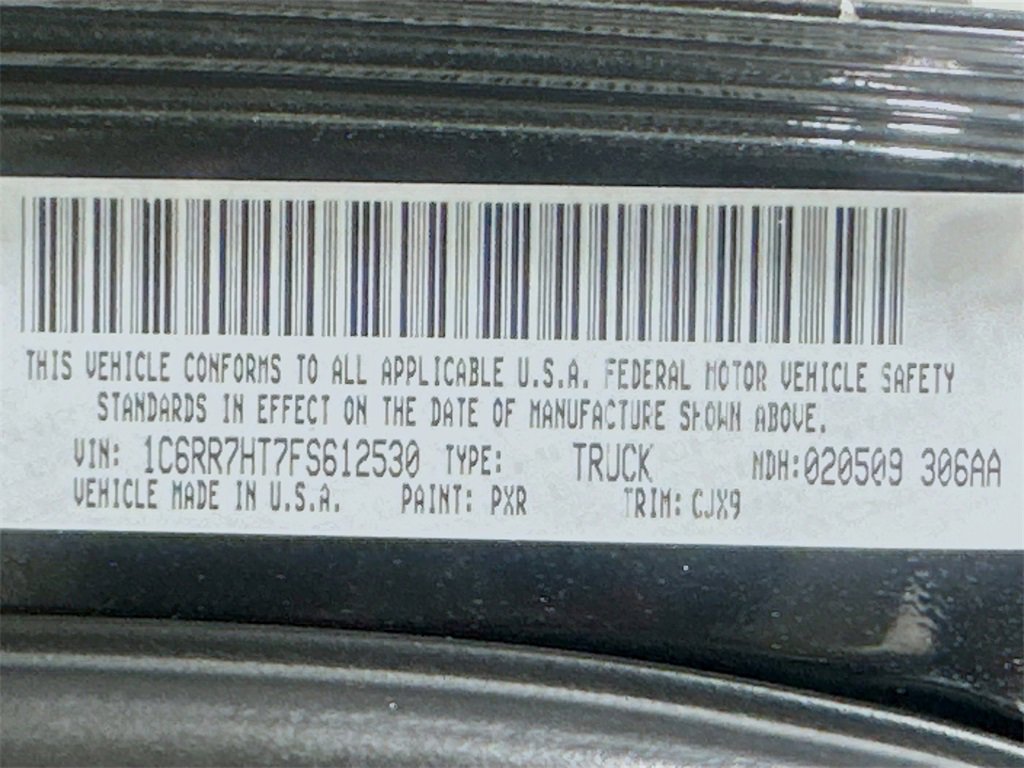 THIS VEHICLE CONFORMS TO ALL APPLICABLE U.S.A. FEDERAL MOTOR VEHICLE SAFETY
STANDARDS IN EFFECT ON THE DATE OF MANUFACTURE SHOWN ABOVE.
VIN: 1C6RR7HT7FS612530 TYPE: TRUCK MDH:020509 306AA
VEHICLE MADE IN U.S.A. PAINT: PXR TRIM: CJX9